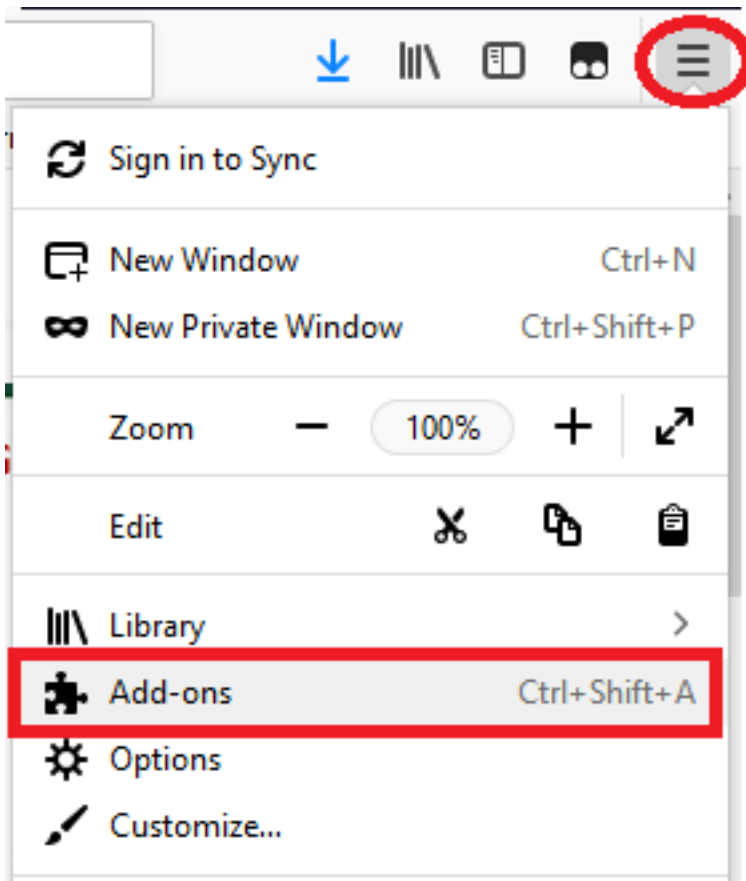 Sign in to Sync
New Window Ctrl+N
New Private Window Ctrl+Shift+P
Zoom 100%
Edit
Library
Add-ons Ctrl+Shift+A
Options
Customize...